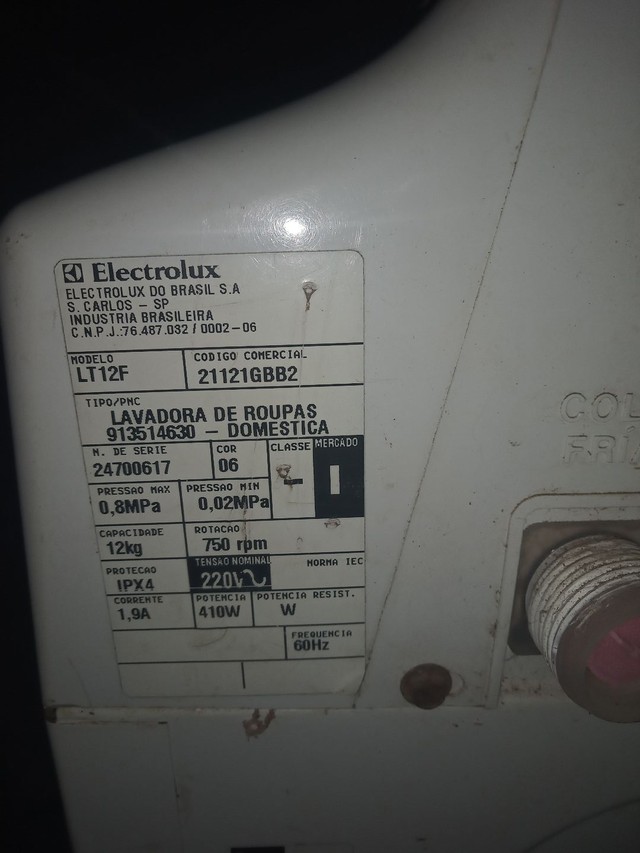 Electrolux
ELECTROLUX DO BRASIL S.A
S. CARLOS - SP
INDUSTRIA BRASILEIRA
C.N.P.J.:76.487.032 / 0002-06
MODELO
LT12F
CODIGO COMERCIAL
21121GBB2
TIPO/PNC
LAVADORA DE ROUPAS
913514630 - DOMESTICA
N. DE SERIE
24700617
COR
06
CLASSE
-
MERCADO
I
PRESSAO MAX
0,8MPa
PRESSAO MIN
0,02MPa
CAPACIDADE
12kg
ROTACAO
750 rpm
PROTECAO
IPX4
TENSAO NOMINAL
220V~
NORMA IEC
CORRENTE
1,9A
POTENCIA
410W
POTENCIA RESIST.
W
FREQUENCIA
60Hz